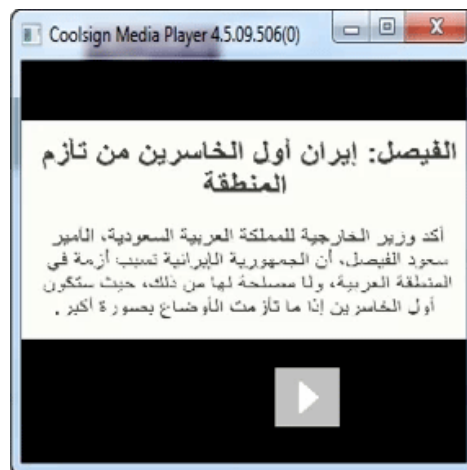 Coolsign Media Player 4.5.09.506(0)
الفيصل: إيران أول الخاسرين من تأزم
المنطقة
أكد وزير الخارجية للمملكة العربية السعودية، الأمير
سعود الفيصل، أن الجمهورية الإيرانية تسبب أزمة في
المنطقة العربية، ولا مصلحة لها من ذلك، حيث ستكون
أول الخاسرين إذا ما تأزمت الأوضاع بصورة أكبر.